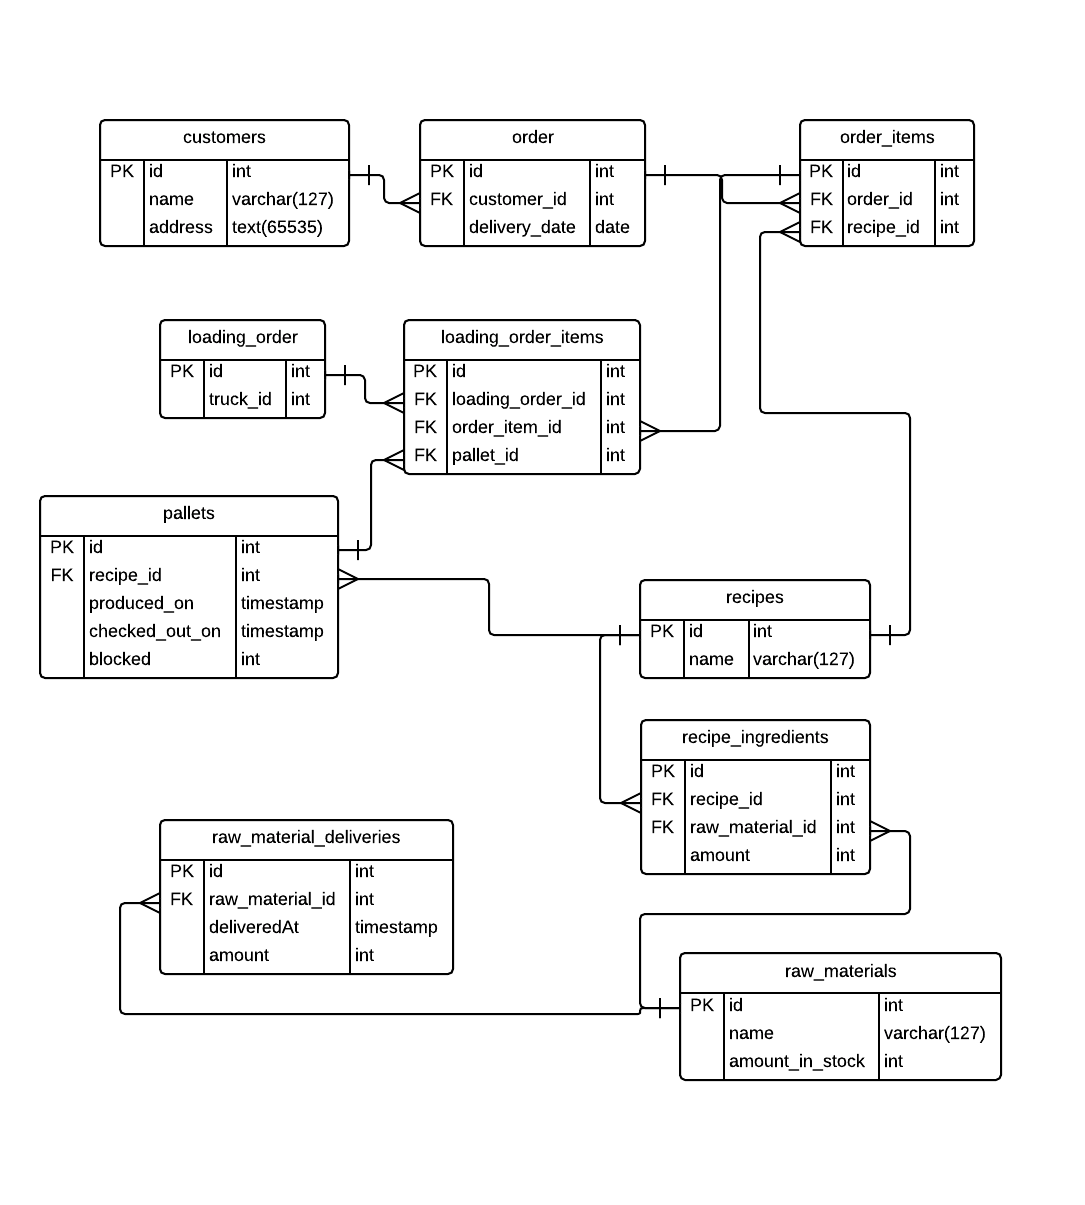 customers
PK id int
name varchar(127)
address text(65535)
order
PK id int
FK customer_id int
delivery_date date
order_items
PK id int
FK order_id int
FK recipe_id int
loading_order
PK id int
truck_id int
loading_order_items
PK id int
FK loading_order_id int
FK order_item_id int
FK pallet_id int
pallets
PK id int
FK recipe_id int
produced_on timestamp
checked_out_on timestamp
blocked int
recipes
PK id int
name varchar(127)
recipe_ingredients
PK id int
FK recipe_id int
FK raw_material_id int
amount int
raw_material_deliveries
PK id int
FK raw_material_id int
deliveredAt timestamp
amount int
raw_materials
PK id int
name varchar(127)
amount_in_stock int